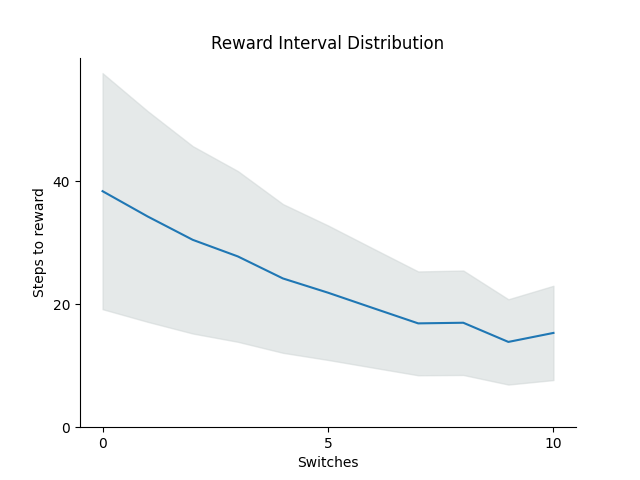 Reward Interval Distribution
Steps to reward
40
20
0
0 5 10
Switches